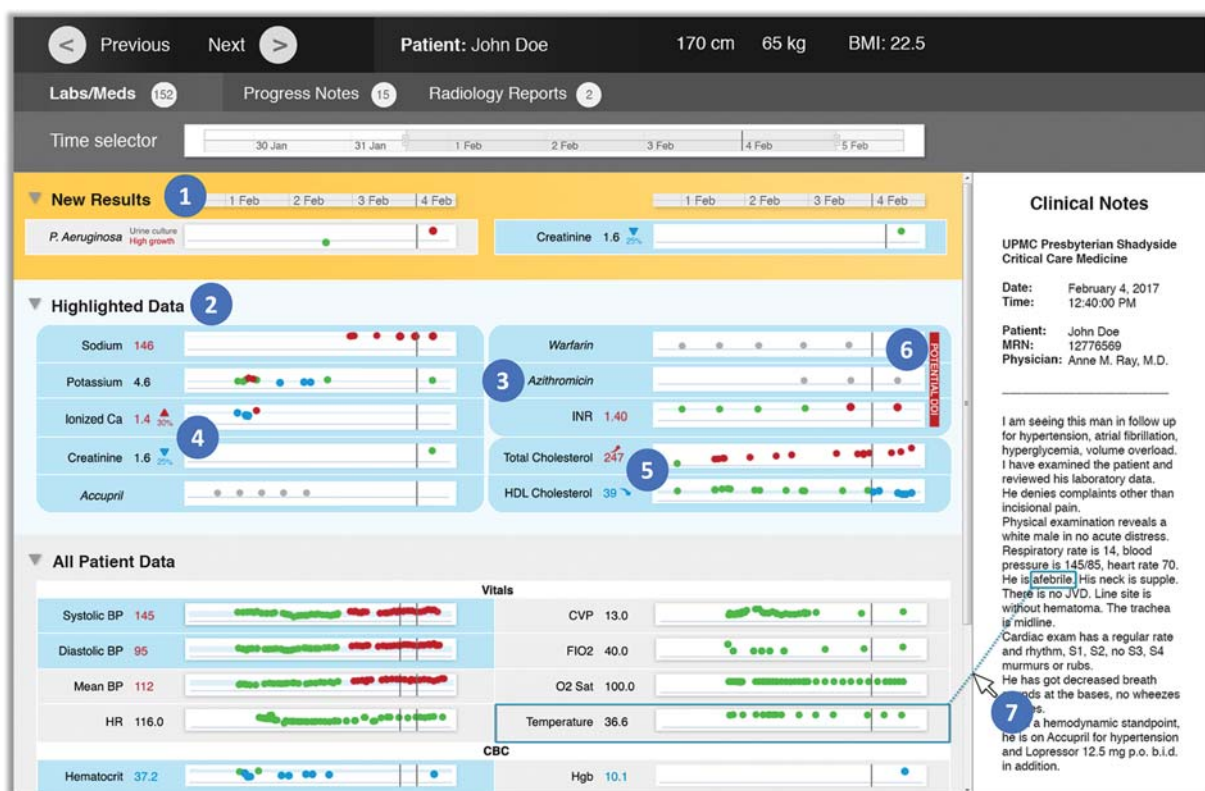 < Previous Next > Patient: John Doe 170 cm 65 kg BMI: 22.5
Labs/Meds 152 Progress Notes 15 Radiology Reports 2
Time selector 30 Jan 31 Jan 1 Feb 2 Feb 3 Feb 4 Feb 5 Feb
New Results 1 1 Feb 2 Feb 3 Feb 4 Feb 1 Feb 2 Feb 3 Feb 4 Feb
P. Aeruginosa Urine culture
High growth
Creatinine 1.6 25%
Highlighted Data 2
Sodium 146
Potassium 4.6
Ionized Ca 1.4 30%
4
Creatinine 1.6 25%
Accupril
Warfarin 6
3 Azithromicin
INR 1.40
POTENTIAL DDI
Total Cholesterol 247
5
HDL Cholesterol 39
All Patient Data
Vitals
Systolic BP 145 CVP 13.0
Diastolic BP 95 FIO2 40.0
Mean BP 112 O2 Sat 100.0
HR 116.0 Temperature 36.6
CBC
Hematocrit 37.2 Hgb 10.1
Clinical Notes
UPMC Presbyterian Shadyside
Critical Care Medicine
Date: February 4, 2017
Time: 12:40:00 PM
Patient: John Doe
MRN: 12776569
Physician: Anne M. Ray, M.D.
I am seeing this man in follow up
for hypertension, atrial fibrillation,
hyperglycemia, volume overload.
I have examined the patient and
reviewed his laboratory data.
He denies complaints other than
incisional pain.
Physical examination reveals a
white male in no acute distress.
Respiratory rate is 14, blood
pressure is 145/85, heart rate 70.
He is afebrile. His neck is supple.
There is no JVD. Line site is
without hematoma. The trachea
is midline.
Cardiac exam has a regular rate
and rhythm, S1, S2, no S3, S4
murmurs or rubs.
He has got decreased breath
at the bases, no wheezes
7
a hemodynamic standpoint,
he is on Accupril for hypertension
and Lopressor 12.5 mg p.o. b.i.d.
in addition.